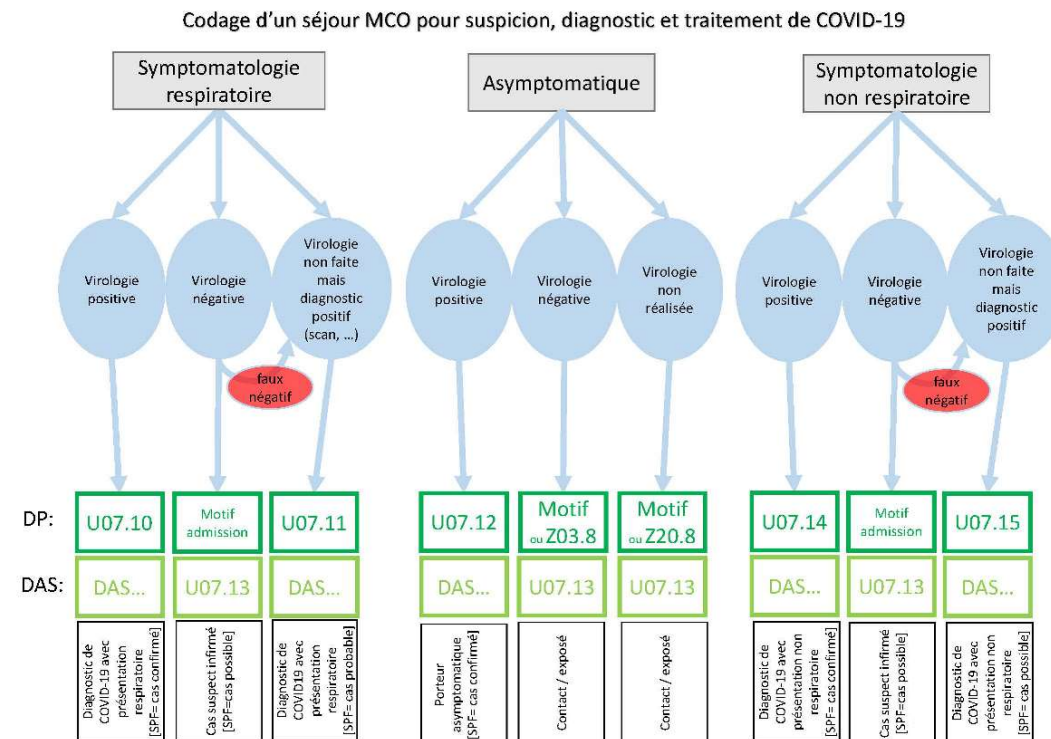 Codage d'un séjour MCO pour suspicion, diagnostic et traitement de COVID-19
Symptomatologie
respiratoire
Asymptomatique
Symptomatologie
non respiratoire
Virologie
positive
Virologie
négative
Virologie
non faite
mais
diagnostic
positif
(scan, ...)
Virologie
positive
Virologie
négative
Virologie
non
réalisée
Virologie
positive
Virologie
négative
Virologie
non faite
mais
diagnostic
positif
faux
négatif
faux
négatif
DP:
U07.10
Motif
admission
U07.11
U07.12
Motif
ou Z03.8
Motif
ou Z20.8
U07.14
Motif
admission
U07.15
DAS:
DAS...
U07.13
DAS...
DAS...
U07.13
U07.13
DAS...
U07.13
DAS...
Diagnostic de
COVID-19 avec
présentation
respiratoire
[SPF= cas confirmé]
Cas suspect infirmé
[SPF=cas possible]
Diagnostic de
COVID19 avec
présentation
respiratoire
[SPF= cas probable]
Porteur
asymptomatique
[SPF= cas confirmé]
Contact / exposé
Contact / exposé
Diagnostic de
COVID-19 avec
présentation non
respiratoire
[SPF= cas confirmé]
Cas suspect infirmé
[SPF=cas possible]
Diagnostic de
COVID-19 avec
présentation non
respiratoire
[SPF= cas possible]